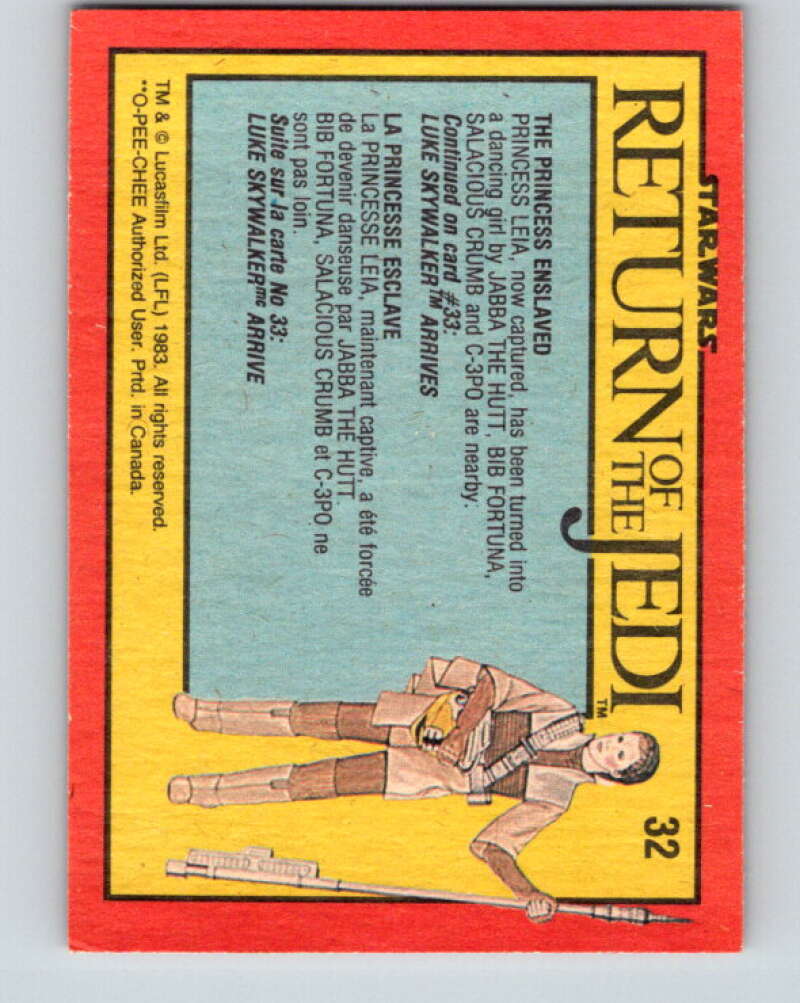 STAR WARS
RETURN OF THE JEDI™
32
THE PRINCESS ENSLAVED
PRINCESS LEIA, now captured, has been turned into
a dancing girl by JABBA THE HUTT. BIB FORTUNA,
SALACIOUS CRUMB and C-3PO are nearby.
Continued on card #33:
LUKE SKYWALKER™ ARRIVES
LA PRINCESSE ESCLAVE
La PRINCESSE LEIA, maintenant captive, a été forcée
de devenir danseuse par JABBA THE HUTT.
BIB FORTUNA, SALACIOUS CRUMB et C-3PO ne
sont pas loin.
Suite sur la carte No 33:
LUKE SKYWALKERme ARRIVE
TM & © Lucasfilm Ltd. (LFL) 1983. All rights reserved.
**O-PEE-CHEE Authorized User. Prtd. in Canada.